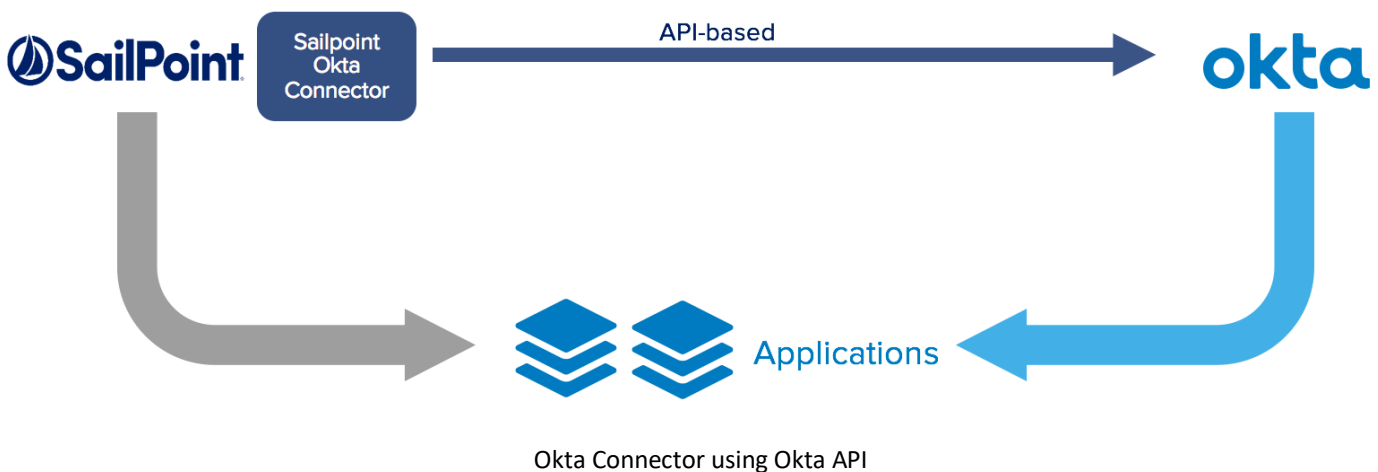 SailPoint
Sailpoint
Okta
Connector
API-based
okta
Applications
Okta Connector using Okta API